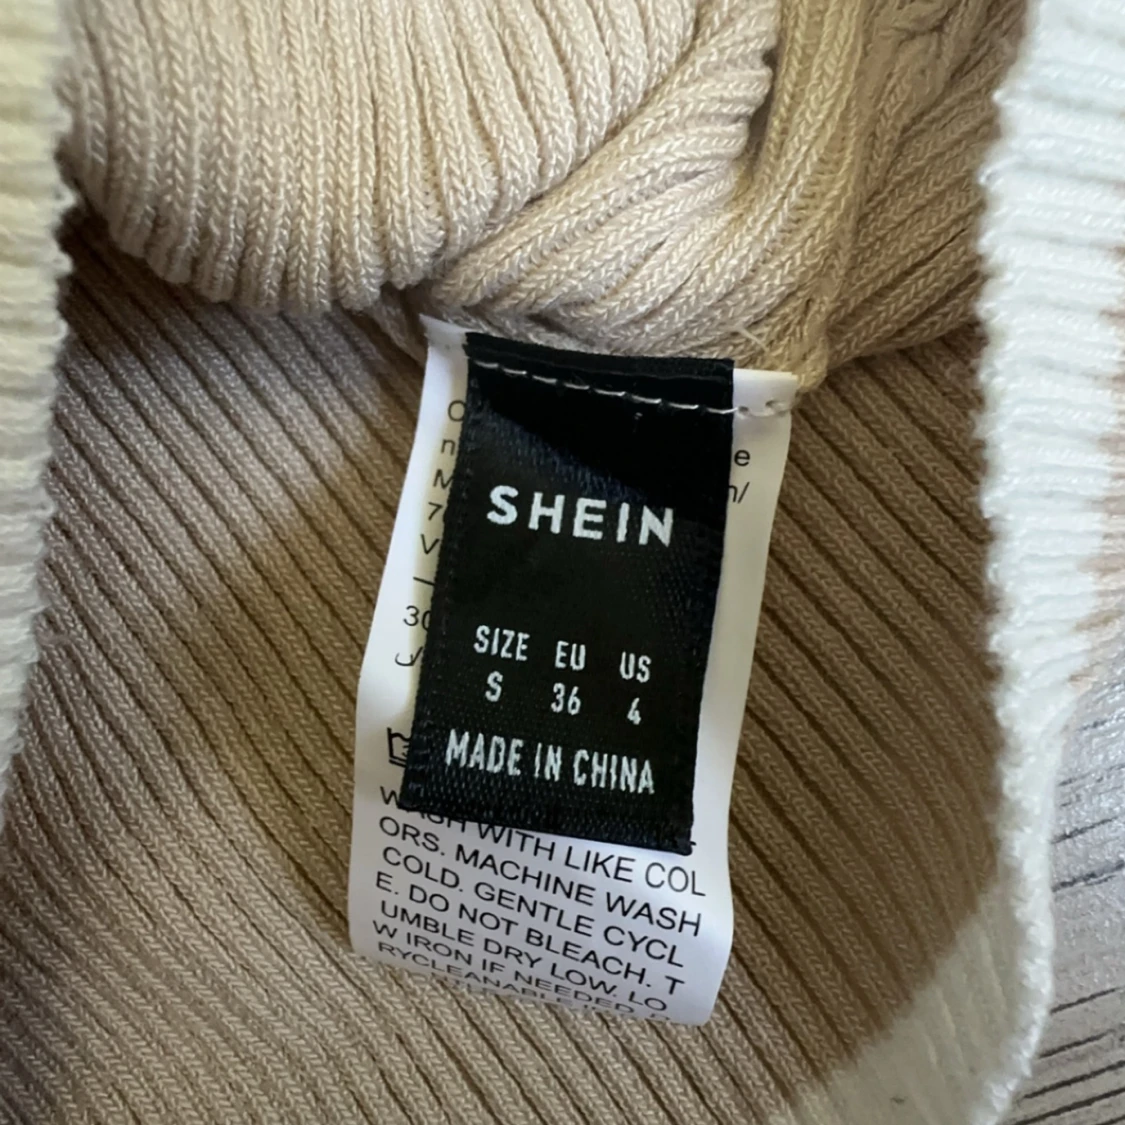 SHEIN
SIZE EU US
S 36 4
MADE IN CHINA
WASH WITH LIKE COL
ORS. MACHINE WASH
COLD. GENTLE CYCL
E. DO NOT BLEACH. T
UMBLE DRY LOW. LO
W IRON IF NEEDED. D
RYCLEANABLE